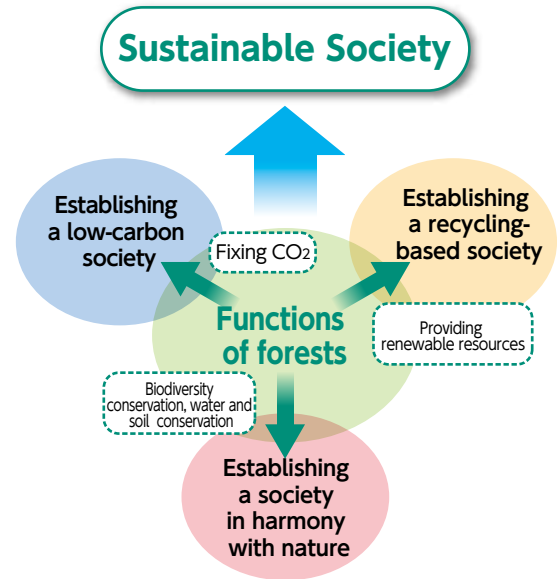 Sustainable Society
Establishing
a low-carbon
society
Establishing
a recycling-
based society
Fixing CO2
Functions
of forests
Providing
renewable resources
Biodiversity
conservation, water and
soil conservation
Establishing
a society
in harmony
with nature